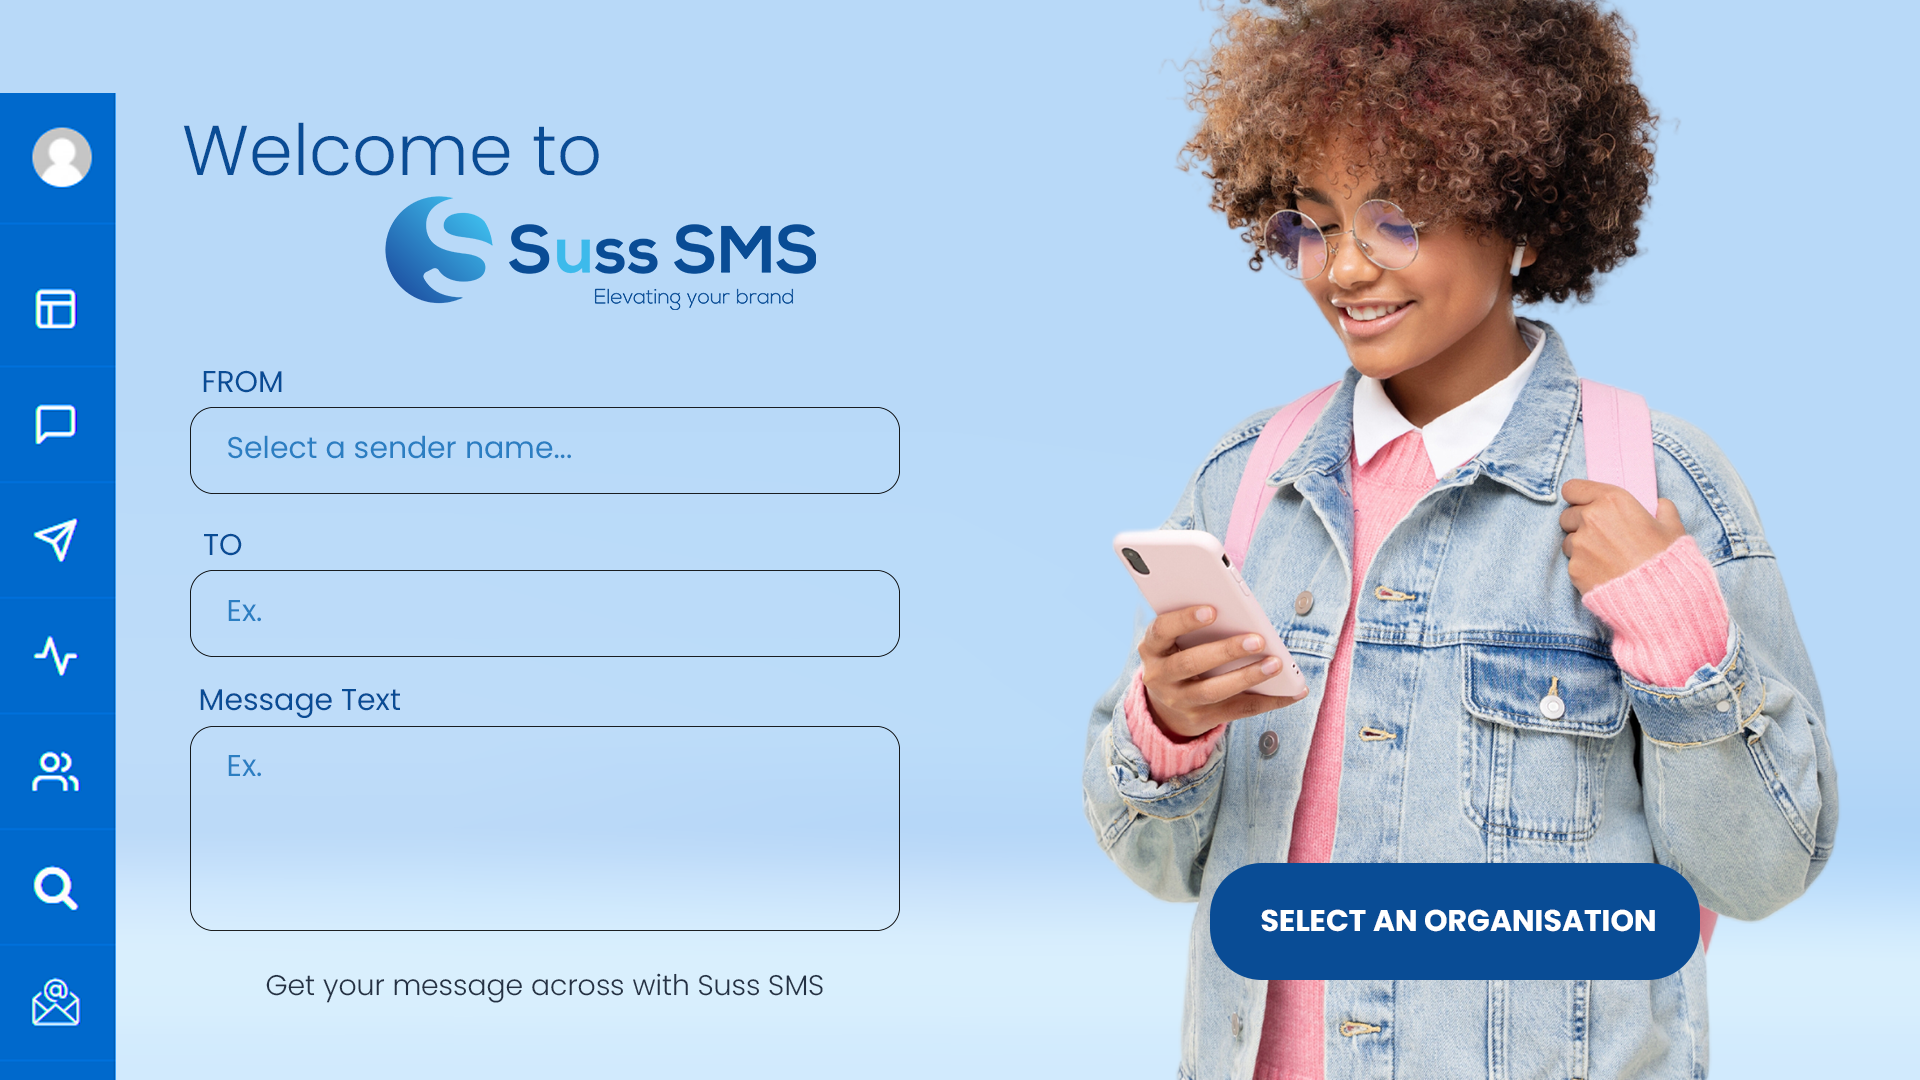 Welcome to
Suss SMS
Elevating your brand
FROM
Select a sender name...
TO
Ex.
Message Text
Ex.
SELECT AN ORGANISATION
Get your message across with Suss SMS